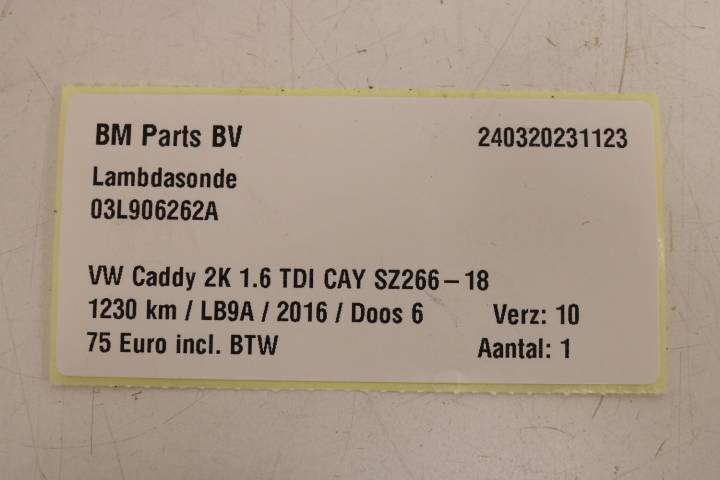 BM Parts BV 240320231123
Lambdasonde
03L906262A
VW Caddy 2K 1.6 TDI CAY SZ266-18
1230 km / LB9A / 2016 / Doos 6 Verz: 10
75 Euro incl. BTW Aantal: 1